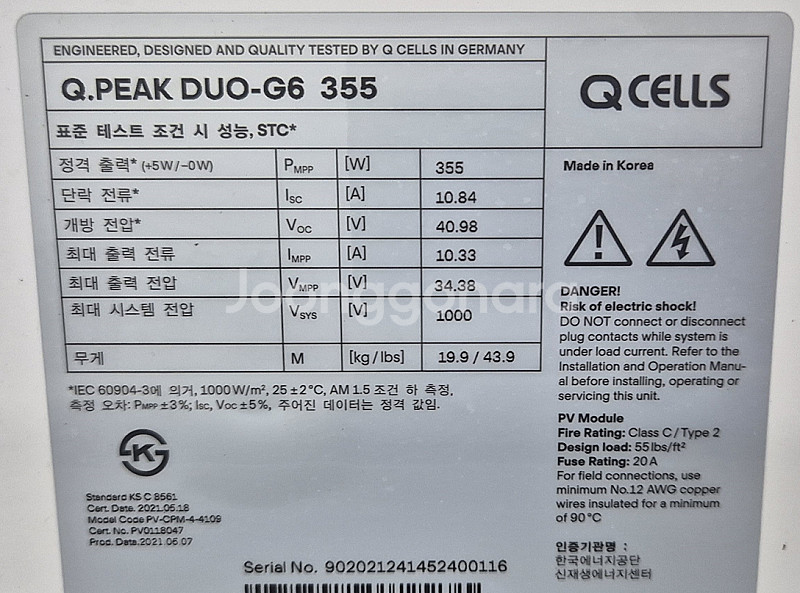 ENGINEERED, DESIGNED AND QUALITY TESTED BY Q CELLS IN GERMANY
Q.PEAK DUO-G6 355
Q CELLS
표준 테스트 조건 시 성능, STC*
정격 출력* (+5W/−0W) PMPP [W] 355
단락 전류* ISC [A] 10.84
개방 전압* VOC [V] 40.98
최대 출력 전류 IMPP [A] 10.33
최대 출력 전압 VMPP [V] 34.38
최대 시스템 전압 VSYS [V] 1000
무게 M [kg/lbs] 19.9 / 43.9
*IEC 60904-3에 의거, 1000W/m², 25±2°C, AM 1.5 조건 하 측정,
측정 오차: PMPP ±3%; ISC, VOC ±5%, 주어진 데이터는 정격 값임.
Made in Korea
DANGER!
Risk of electric shock!
DO NOT connect or disconnect
plug contacts while system is
under load current. Refer to the
Installation and Operation Manu-
al before installing, operating or
servicing this unit.
PV Module
Fire Rating: Class C / Type 2
Design load: 55 lbs/ft²
Fuse Rating: 20 A
For field connections, use
minimum No.12 AWG copper
wires insulated for a minimum
of 90 °C
인증기관명 :
한국에너지공단
신재생에너지센터
Standard KS C 8561
Cert. Date. 2021.05.18
Model Code PV-CPM-4-4109
Cert. No. PV0118047
Prod. Date.2021.06.07
Serial No. 902021241452400116
Joonggonara